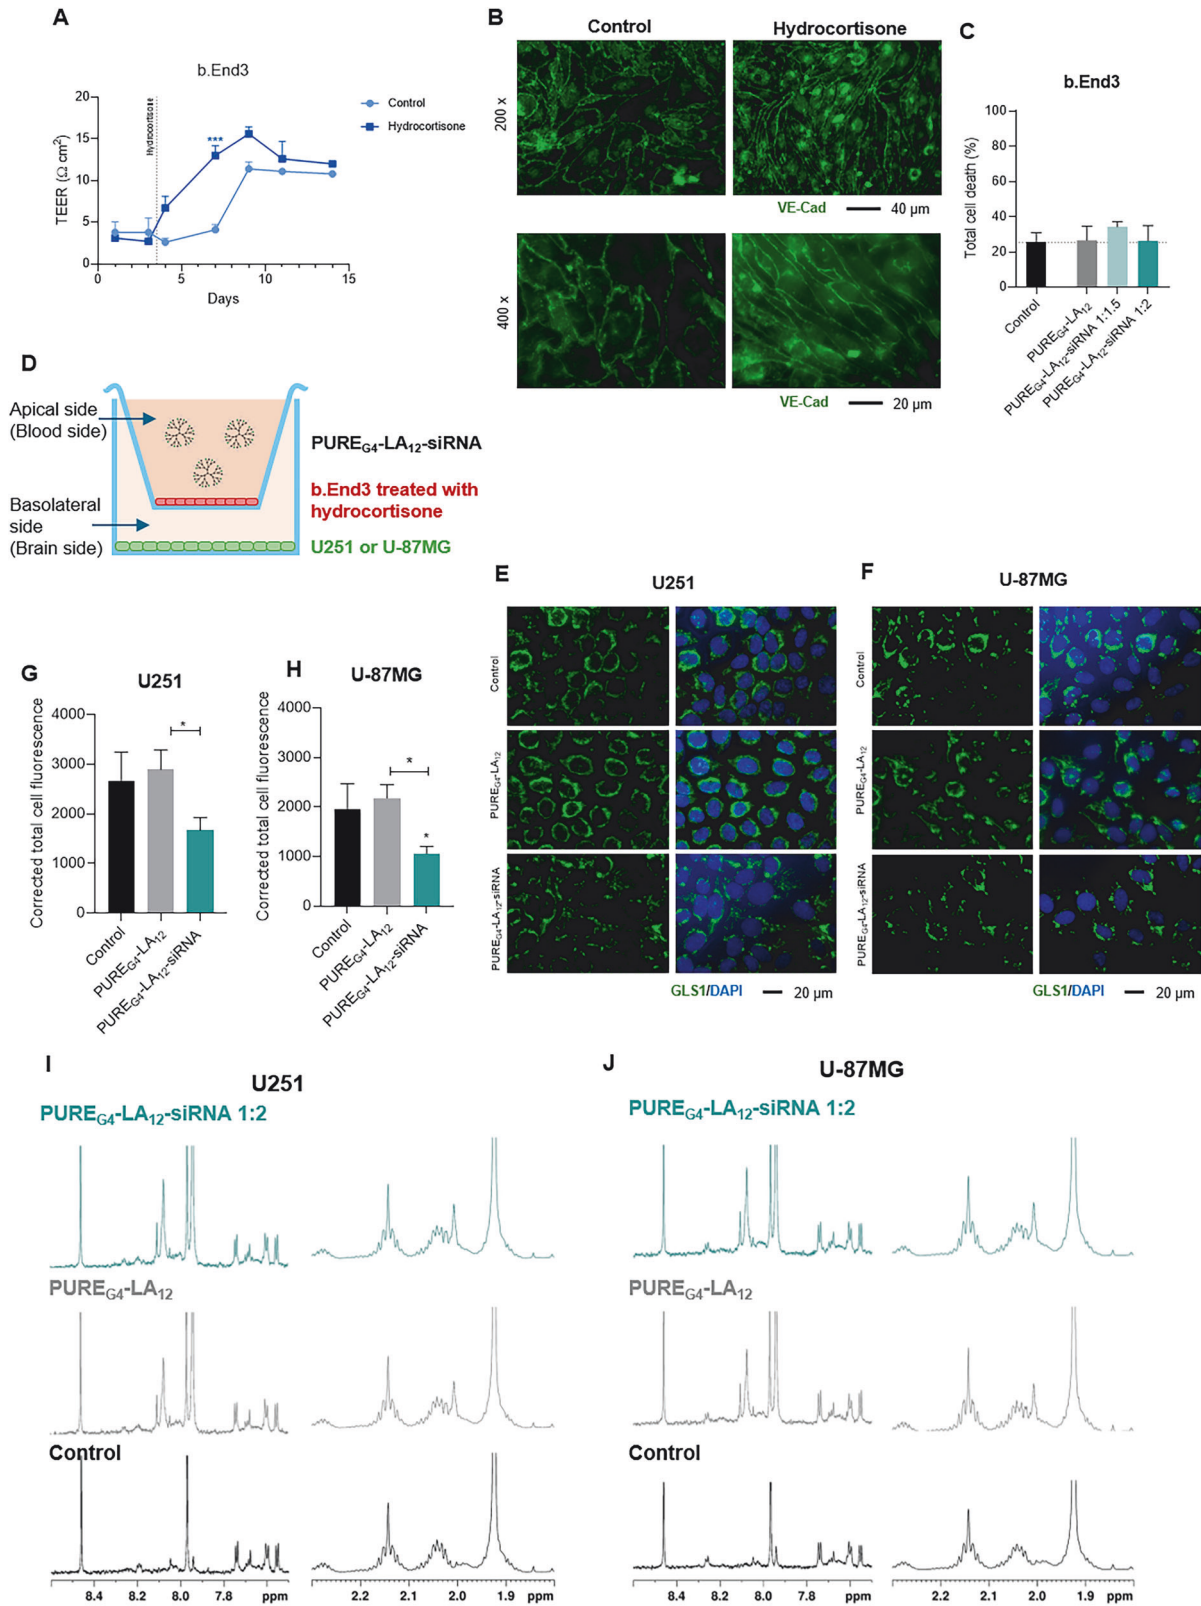 A
b.End3
TEER (Ω cm²)
20
15
10
5
0
Hydrocortisone
***
Control
Hydrocortisone
0
5
10
15
Days
B
Control
Hydrocortisone
200 x
VE-Cad
40 µm
400 x
VE-Cad
20 µm
C
b.End3
Total cell death (%)
100
80
60
40
20
0
Control
PURE_G4-LA_12
PURE_G4-LA_12-siRNA 1:1.5
PURE_G4-LA_12-siRNA 1:2
D
Apical side
(Blood side)
Basolateral
side
(Brain side)
PURE_G4-LA_12-siRNA
b.End3 treated with
hydrocortisone
U251 or U-87MG
E
U251
Control
PURE_G4-LA_12
PURE_G4-LA_12-siRNA
GLS1/DAPI
20 µm
F
U-87MG
Control
PURE_G4-LA_12
PURE_G4-LA_12-siRNA
GLS1/DAPI
20 µm
G
U251
Corrected total cell fluorescence
4000
3000
2000
1000
0
*
Control
PURE_G4-LA_12
PURE_G4-LA_12-siRNA
H
U-87MG
Corrected total cell fluorescence
4000
3000
2000
1000
0
*
*
Control
PURE_G4-LA_12
PURE_G4-LA_12-siRNA
I
U251
PURE_G4-LA_12-siRNA 1:2
PURE_G4-LA_12
Control
8.4
8.2
8.0
7.8
ppm
2.2
2.1
2.0
1.9
ppm
J
U-87MG
PURE_G4-LA_12-siRNA 1:2
PURE_G4-LA_12
Control
8.4
8.2
8.0
7.8
ppm
2.2
2.1
2.0
1.9
ppm